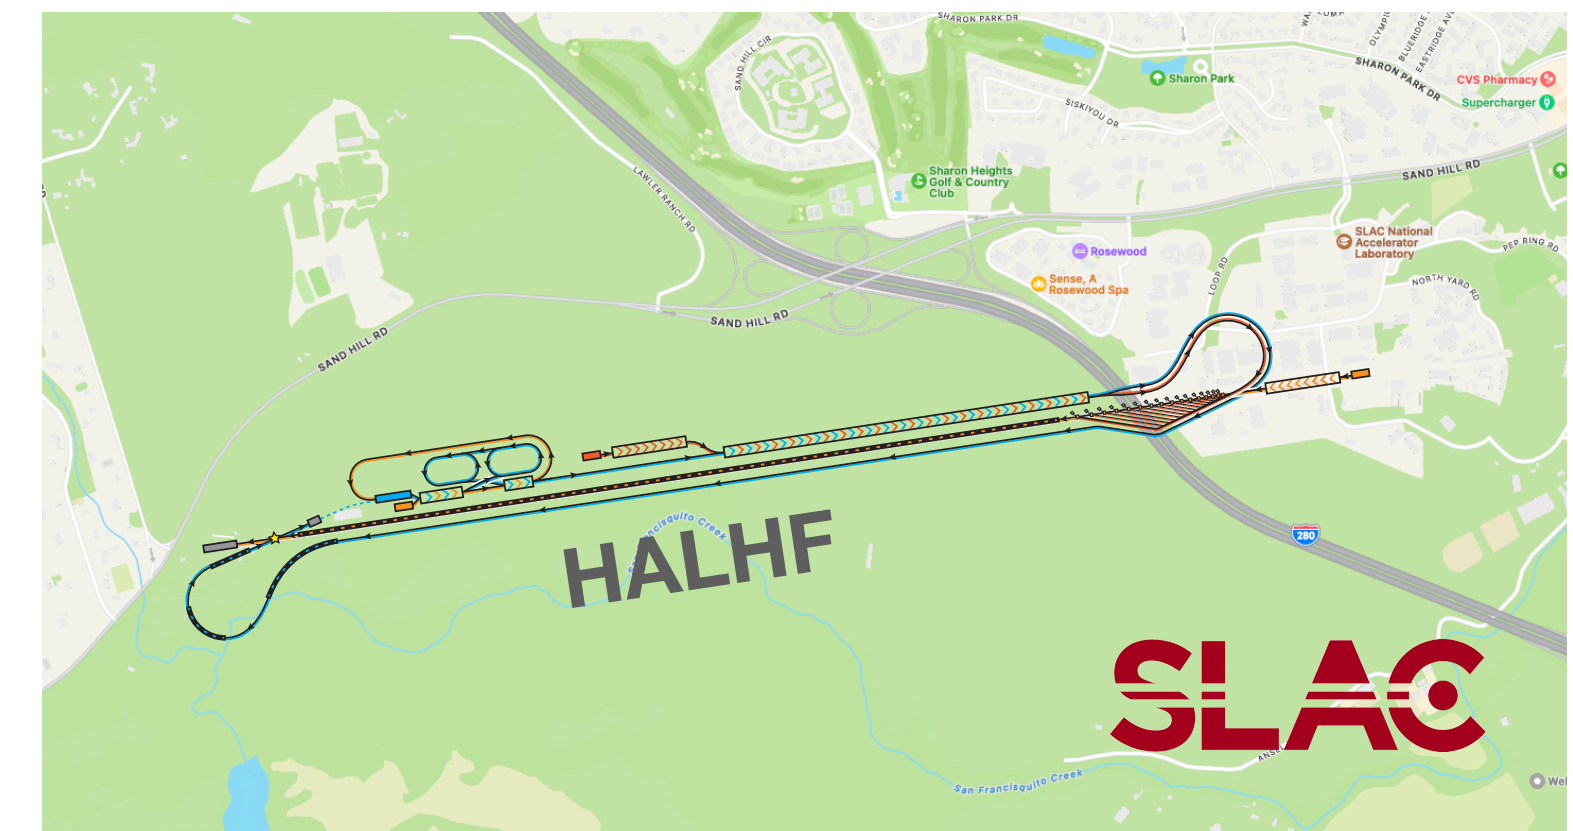 SHARON PARK DR
SAND HILL CIR
SHARON PARK DR
CVS Pharmacy
Supercharger
Sharon Park
SISKIYOU DR
LAWLER RANCH RD
Sharon Heights
Golf & Country
Club
SAND HILL RD
SLAC National
Accelerator
Laboratory
PEP RING RD
Rosewood
LOOP RD
Sense, A
Rosewood Spa
NORTH YARD RD
SAND HILL RD
SAND HILL RD
280
San Francisquito Creek
HALHF
SLAC
San Francisquito Creek